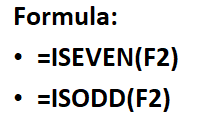 Formula:
• =ISEVEN(F2)
• =ISODD(F2)